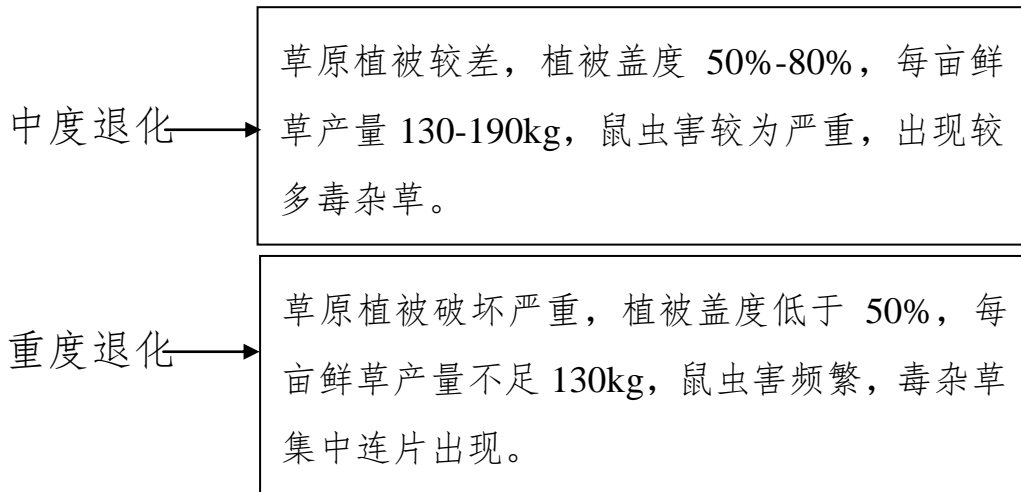 草原植被较差，植被盖度 50%-80%，每亩鲜
中度退化
草产量 130-190kg，鼠虫害较为严重，出现较
多毒杂草。
草原植被破坏严重，植被盖度低于 50%，每
重度退化
亩鲜草产量不足 130kg，鼠虫害频繁，毒杂草
集中连片出现。